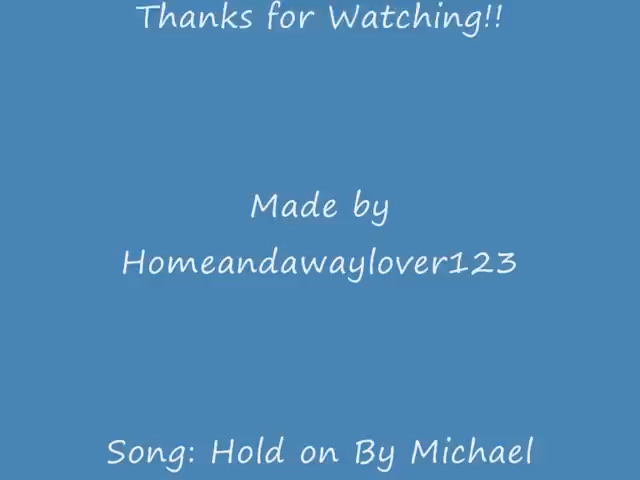 Thanks for Watching!!
Made by
Homeandawaylover123
Song: Hold on By Michael